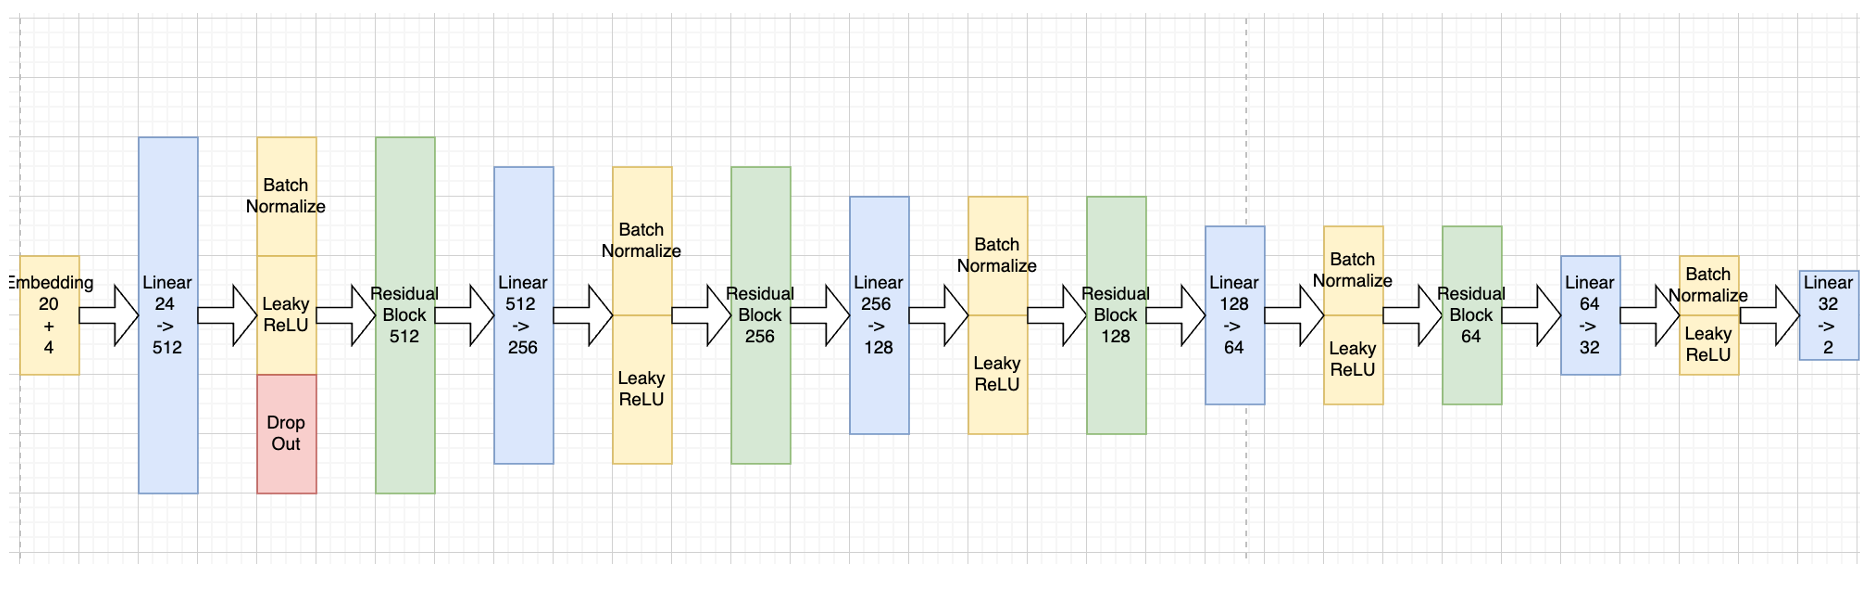 Embedding
20
+
4
Linear
24
->
512
Batch
Normalize
Leaky
ReLU
Drop
Out
Residual
Block
512
Linear
512
->
256
Batch
Normalize
Leaky
ReLU
Residual
Block
256
Linear
256
->
128
Batch
Normalize
Leaky
ReLU
Residual
Block
128
Linear
128
->
64
Batch
Normalize
Leaky
ReLU
Residual
Block
64
Linear
64
->
32
Batch
Normalize
Leaky
ReLU
Linear
32
->
2